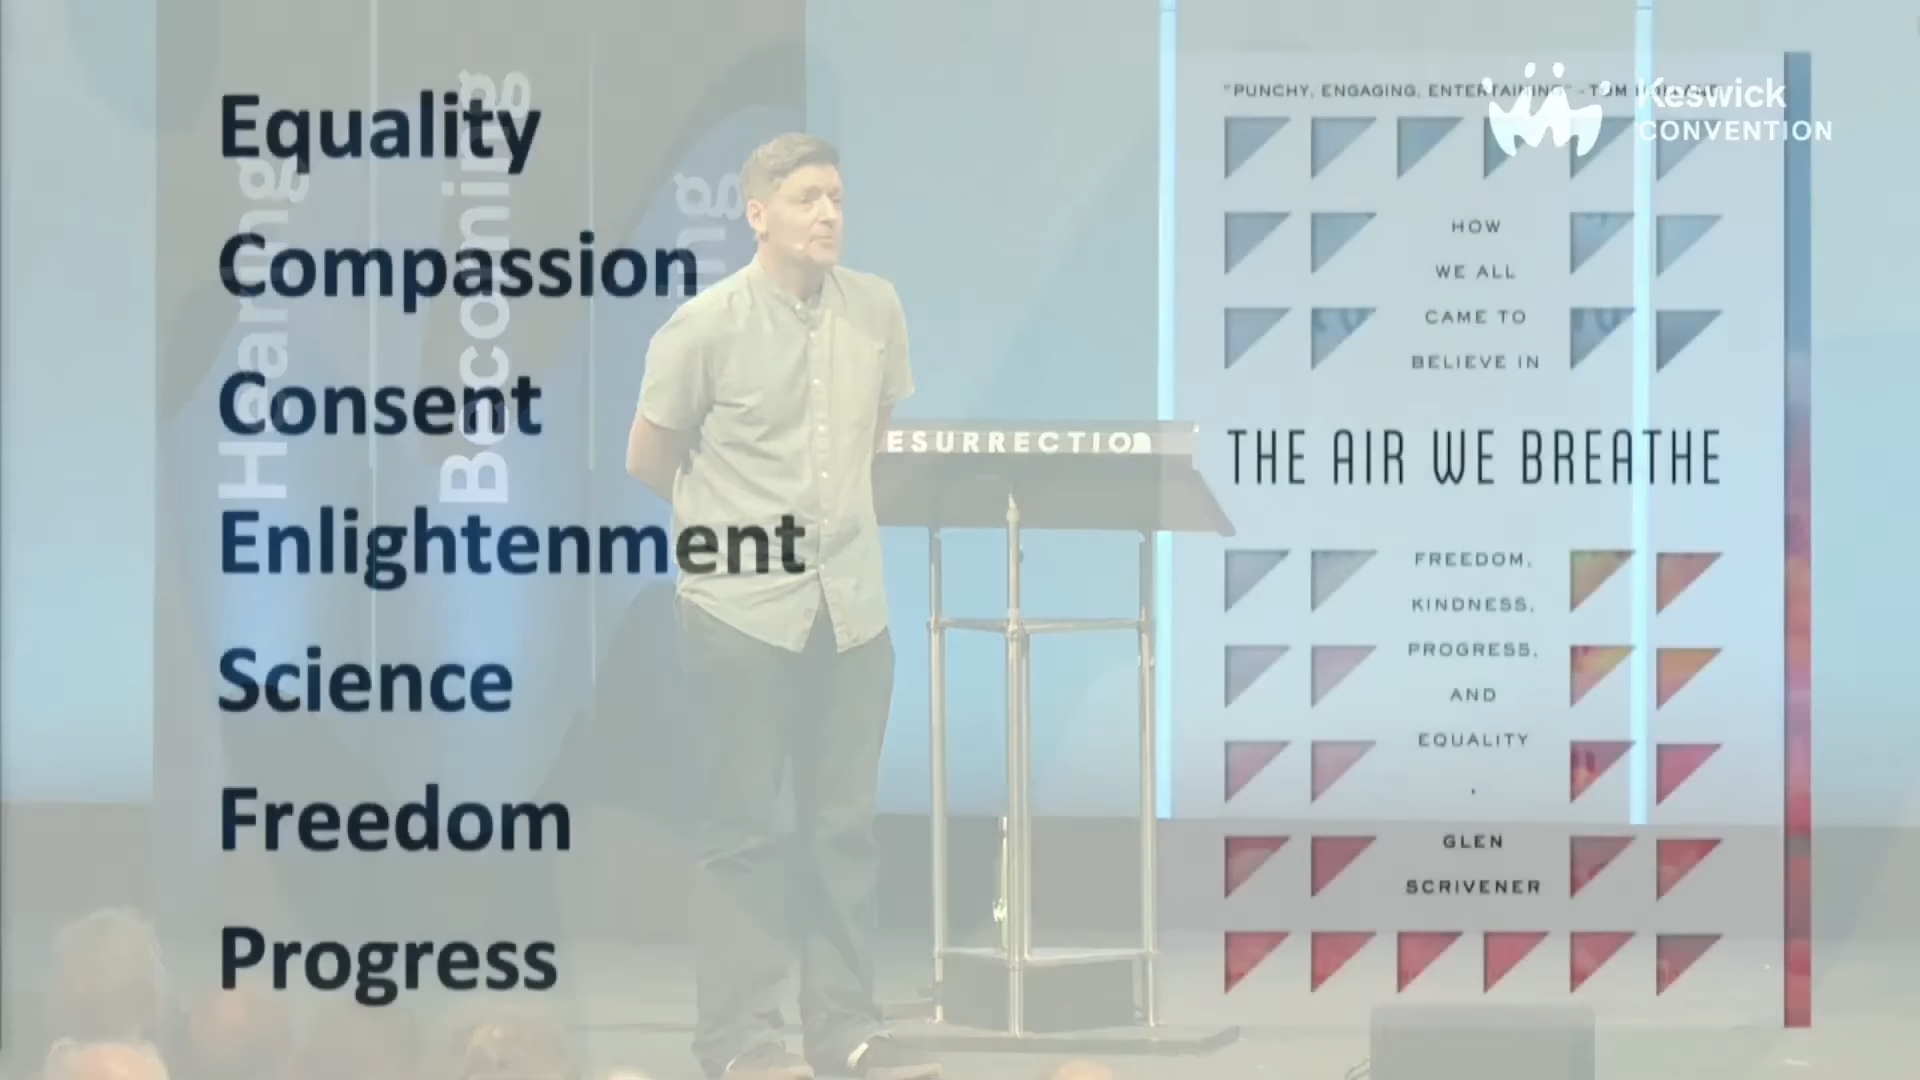 Equality
Compassion
Consent
Enlightenment
Science
Freedom
Progress
Hearing
Becoming
ESURRECTIO
"PUNCHY, ENGAGING, ENTERTAINING" - TOM
HOW
WE ALL
CAME TO
BELIEVE IN
THE AIR WE BREATHE
FREEDOM,
KINDNESS,
PROGRESS,
AND
EQUALITY
GLEN
SCRIVENER
Keswick
CONVENTION